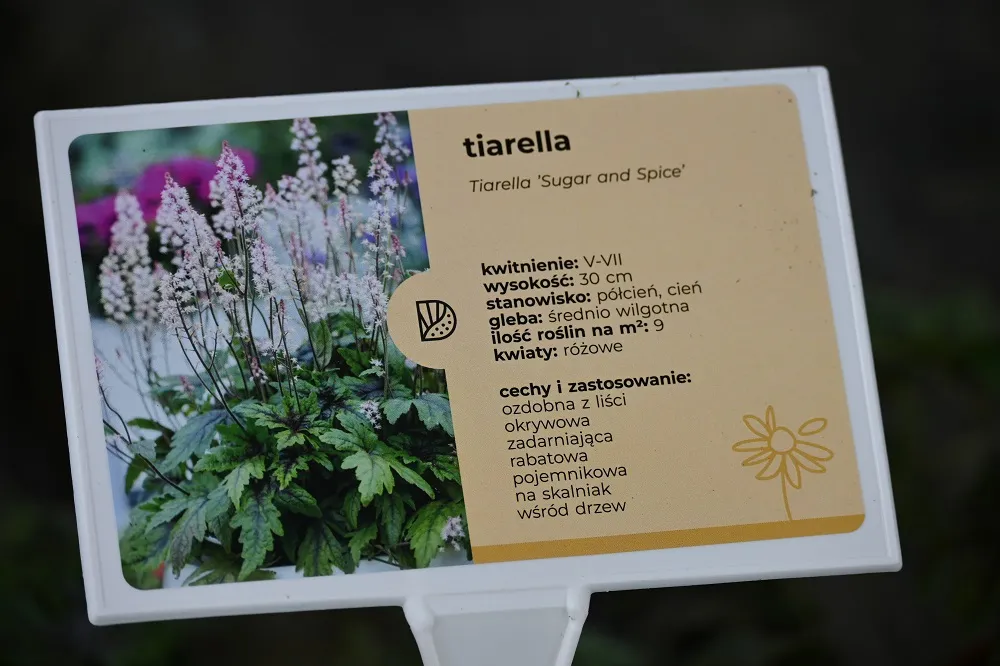 tiarella
Tiarella 'Sugar and Spice'
kwitnienie: V-VII
wysokość: 30 cm
stanowisko: półcień, cień
gleba: średnio wilgotna
ilość roślin na m²: 9
kwiaty: różowe
cechy i zastosowanie:
ozdobna z liści
okrywowa
zadarniająca
rabatowa
pojemnikowa
na skalniak
wśród drzew